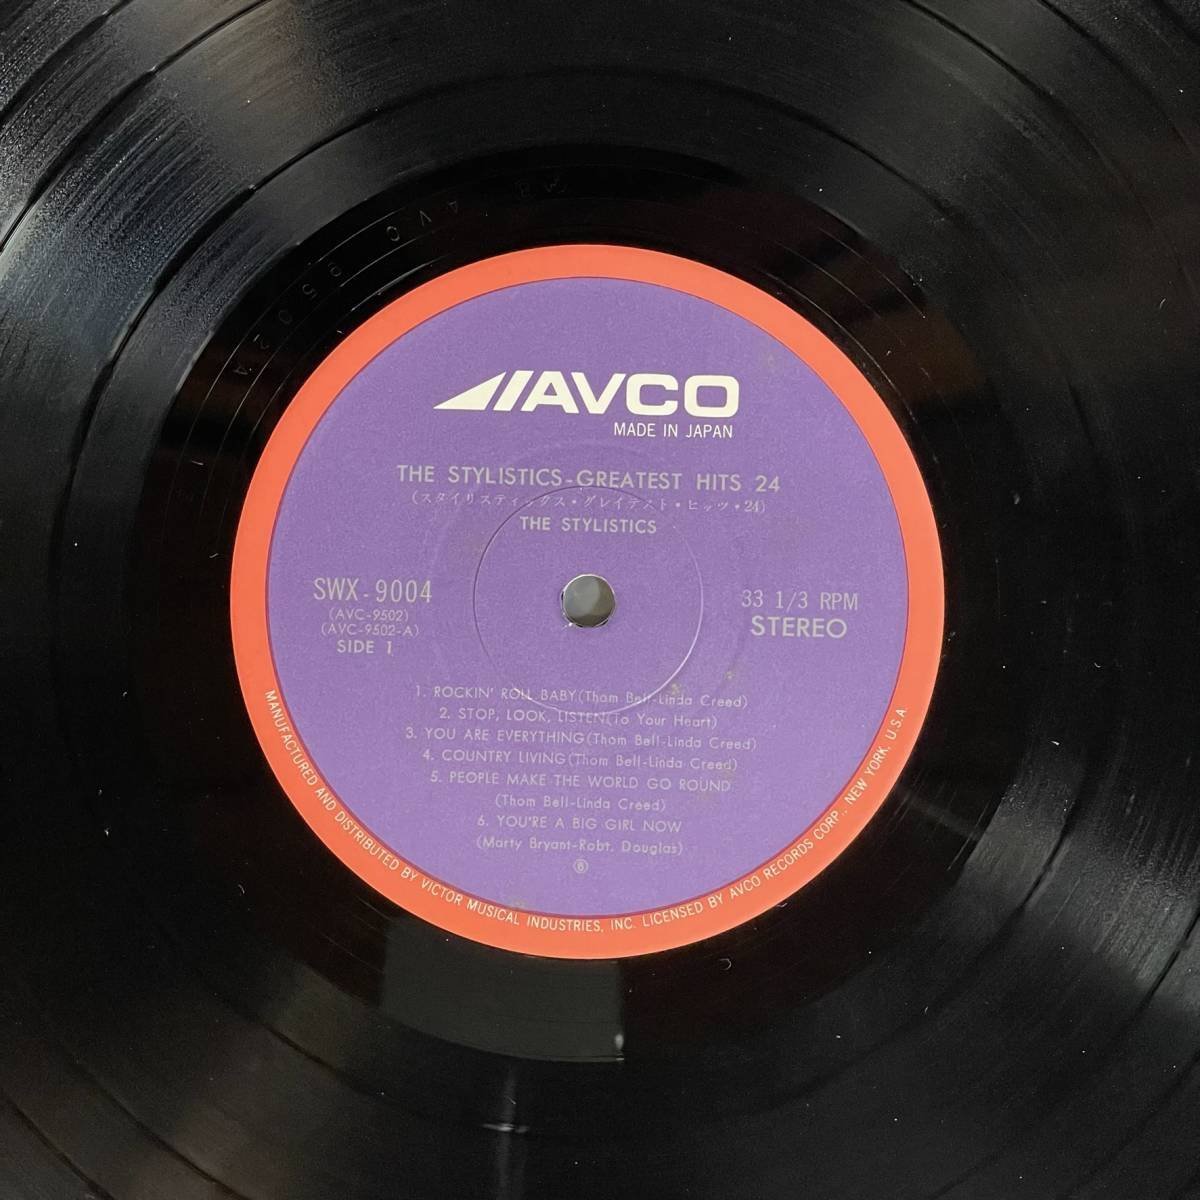 AVCO
MADE IN JAPAN
THE STYLISTICS-GREATEST HITS 24
(スタイリスティックス・グレイテスト・ヒッツ・24)
THE STYLISTICS
SWX-9004
(AVC-9502)
(AVC-9502-A)
SIDE 1
33 1/3 RPM
STEREO
1. ROCKIN' ROLL BABY(Thom Bell-Linda Creed)
2. STOP, LOOK, LISTEN(To Your Heart)
3. YOU ARE EVERYTHING(Thom Bell-Linda Creed)
4. COUNTRY LIVING(Thom Bell-Linda Creed)
5. PEOPLE MAKE THE WORLD GO ROUND
(Thom Bell-Linda Creed)
6. YOU'RE A BIG GIRL NOW
(Marty Bryant-Robt. Douglas)
MANUFACTURED AND DISTRIBUTED BY VICTOR MUSICAL INDUSTRIES, INC. LICENSED BY AVCO RECORDS CORP., NEW YORK, U.S.A.